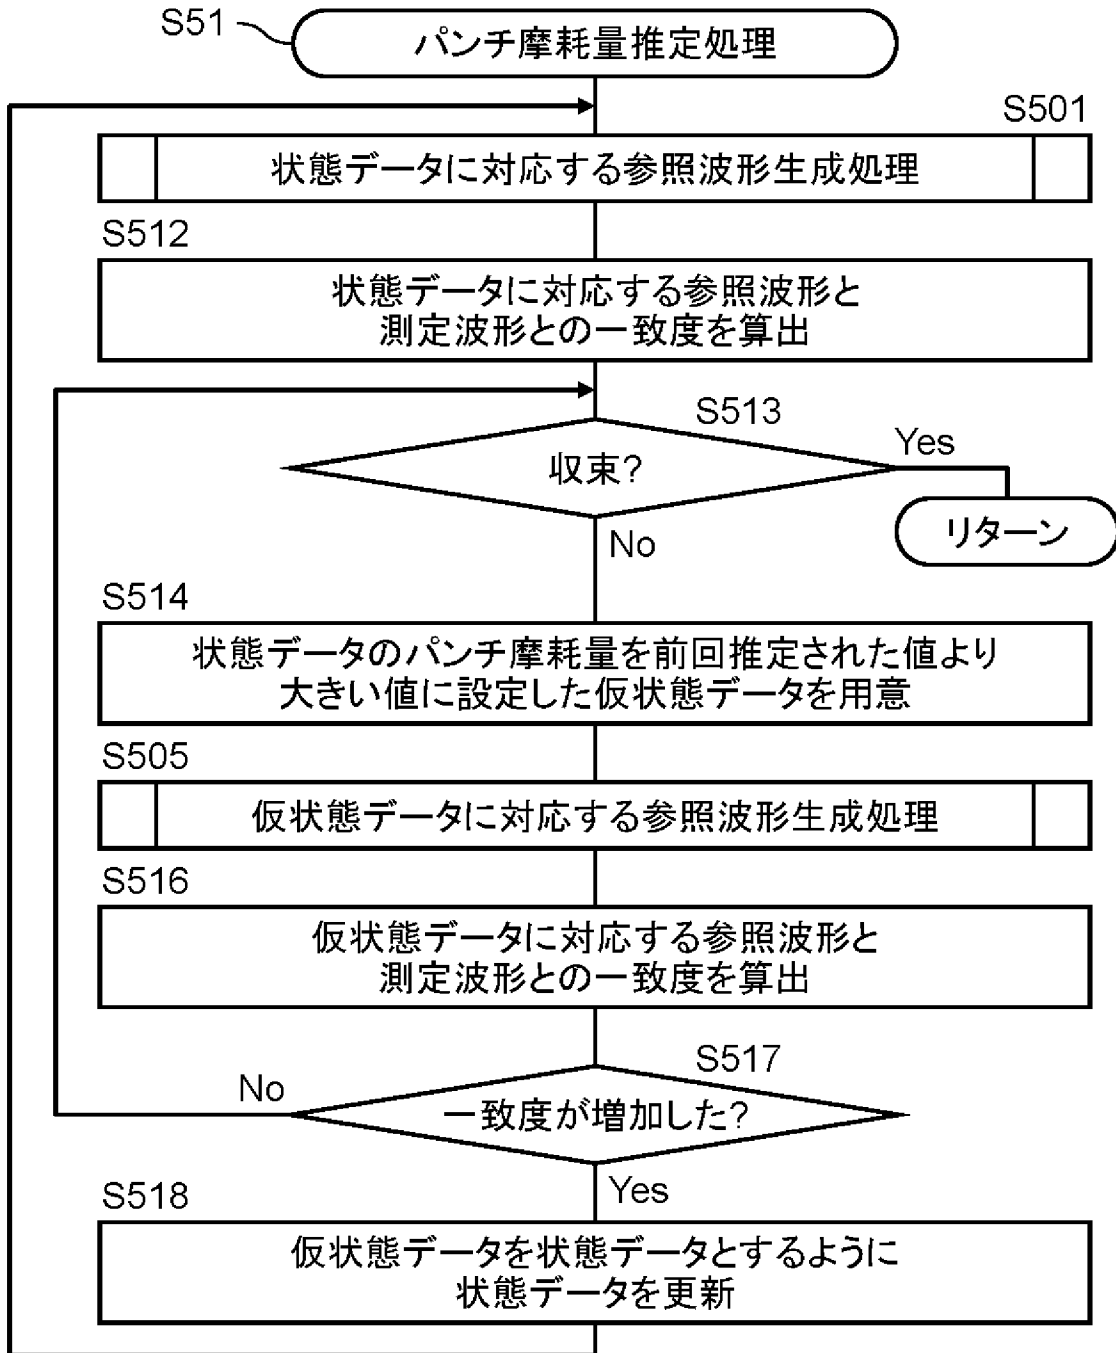 S51
パンチ摩耗量推定処理
S501
状態データに対応する参照波形生成処理
S512
状態データに対応する参照波形と
測定波形との一致度を算出
S513
収束?
Yes
リターン
No
S514
状態データのパンチ摩耗量を前回推定された値より
大きい値に設定した仮状態データを用意
S505
仮状態データに対応する参照波形生成処理
S516
仮状態データに対応する参照波形と
測定波形との一致度を算出
S517
No
一致度が増加した?
Yes
S518
仮状態データを状態データとするように
状態データを更新